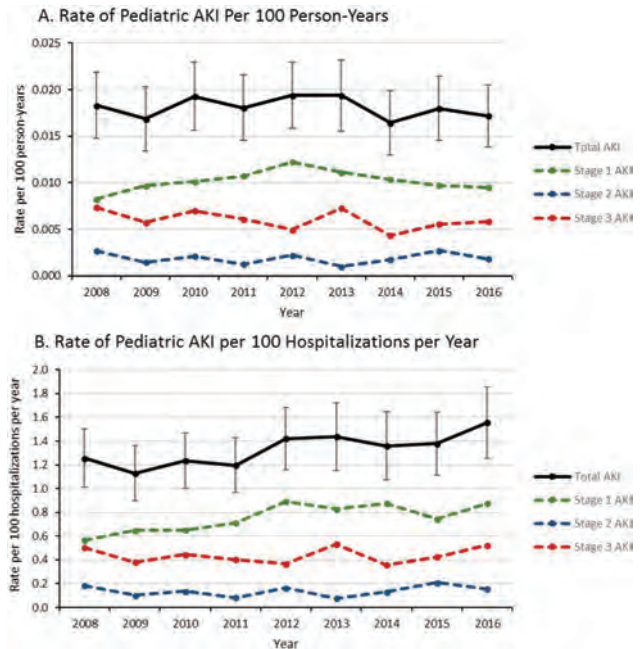 A. Rate of Pediatric AKI Per 100 Person-Years
0.025
0.020
0.015
0.010
0.005
0.000
Rate per 100 person-years
2008 2009 2010 2011 2012 2013 2014 2015 2016
Year
Total AKI
Stage 1 AKI
Stage 2 AKI
Stage 3 AKI
B. Rate of Pediatric AKI per 100 Hospitalizations per Year
2.0
1.8
1.6
1.4
1.2
1.0
0.8
0.6
0.4
0.2
0.0
Rate per 100 hospitalizations per year
2008 2009 2010 2011 2012 2013 2014 2015 2016
Year
Total AKI
Stage 1 AKI
Stage 2 AKI
Stage 3 AKI